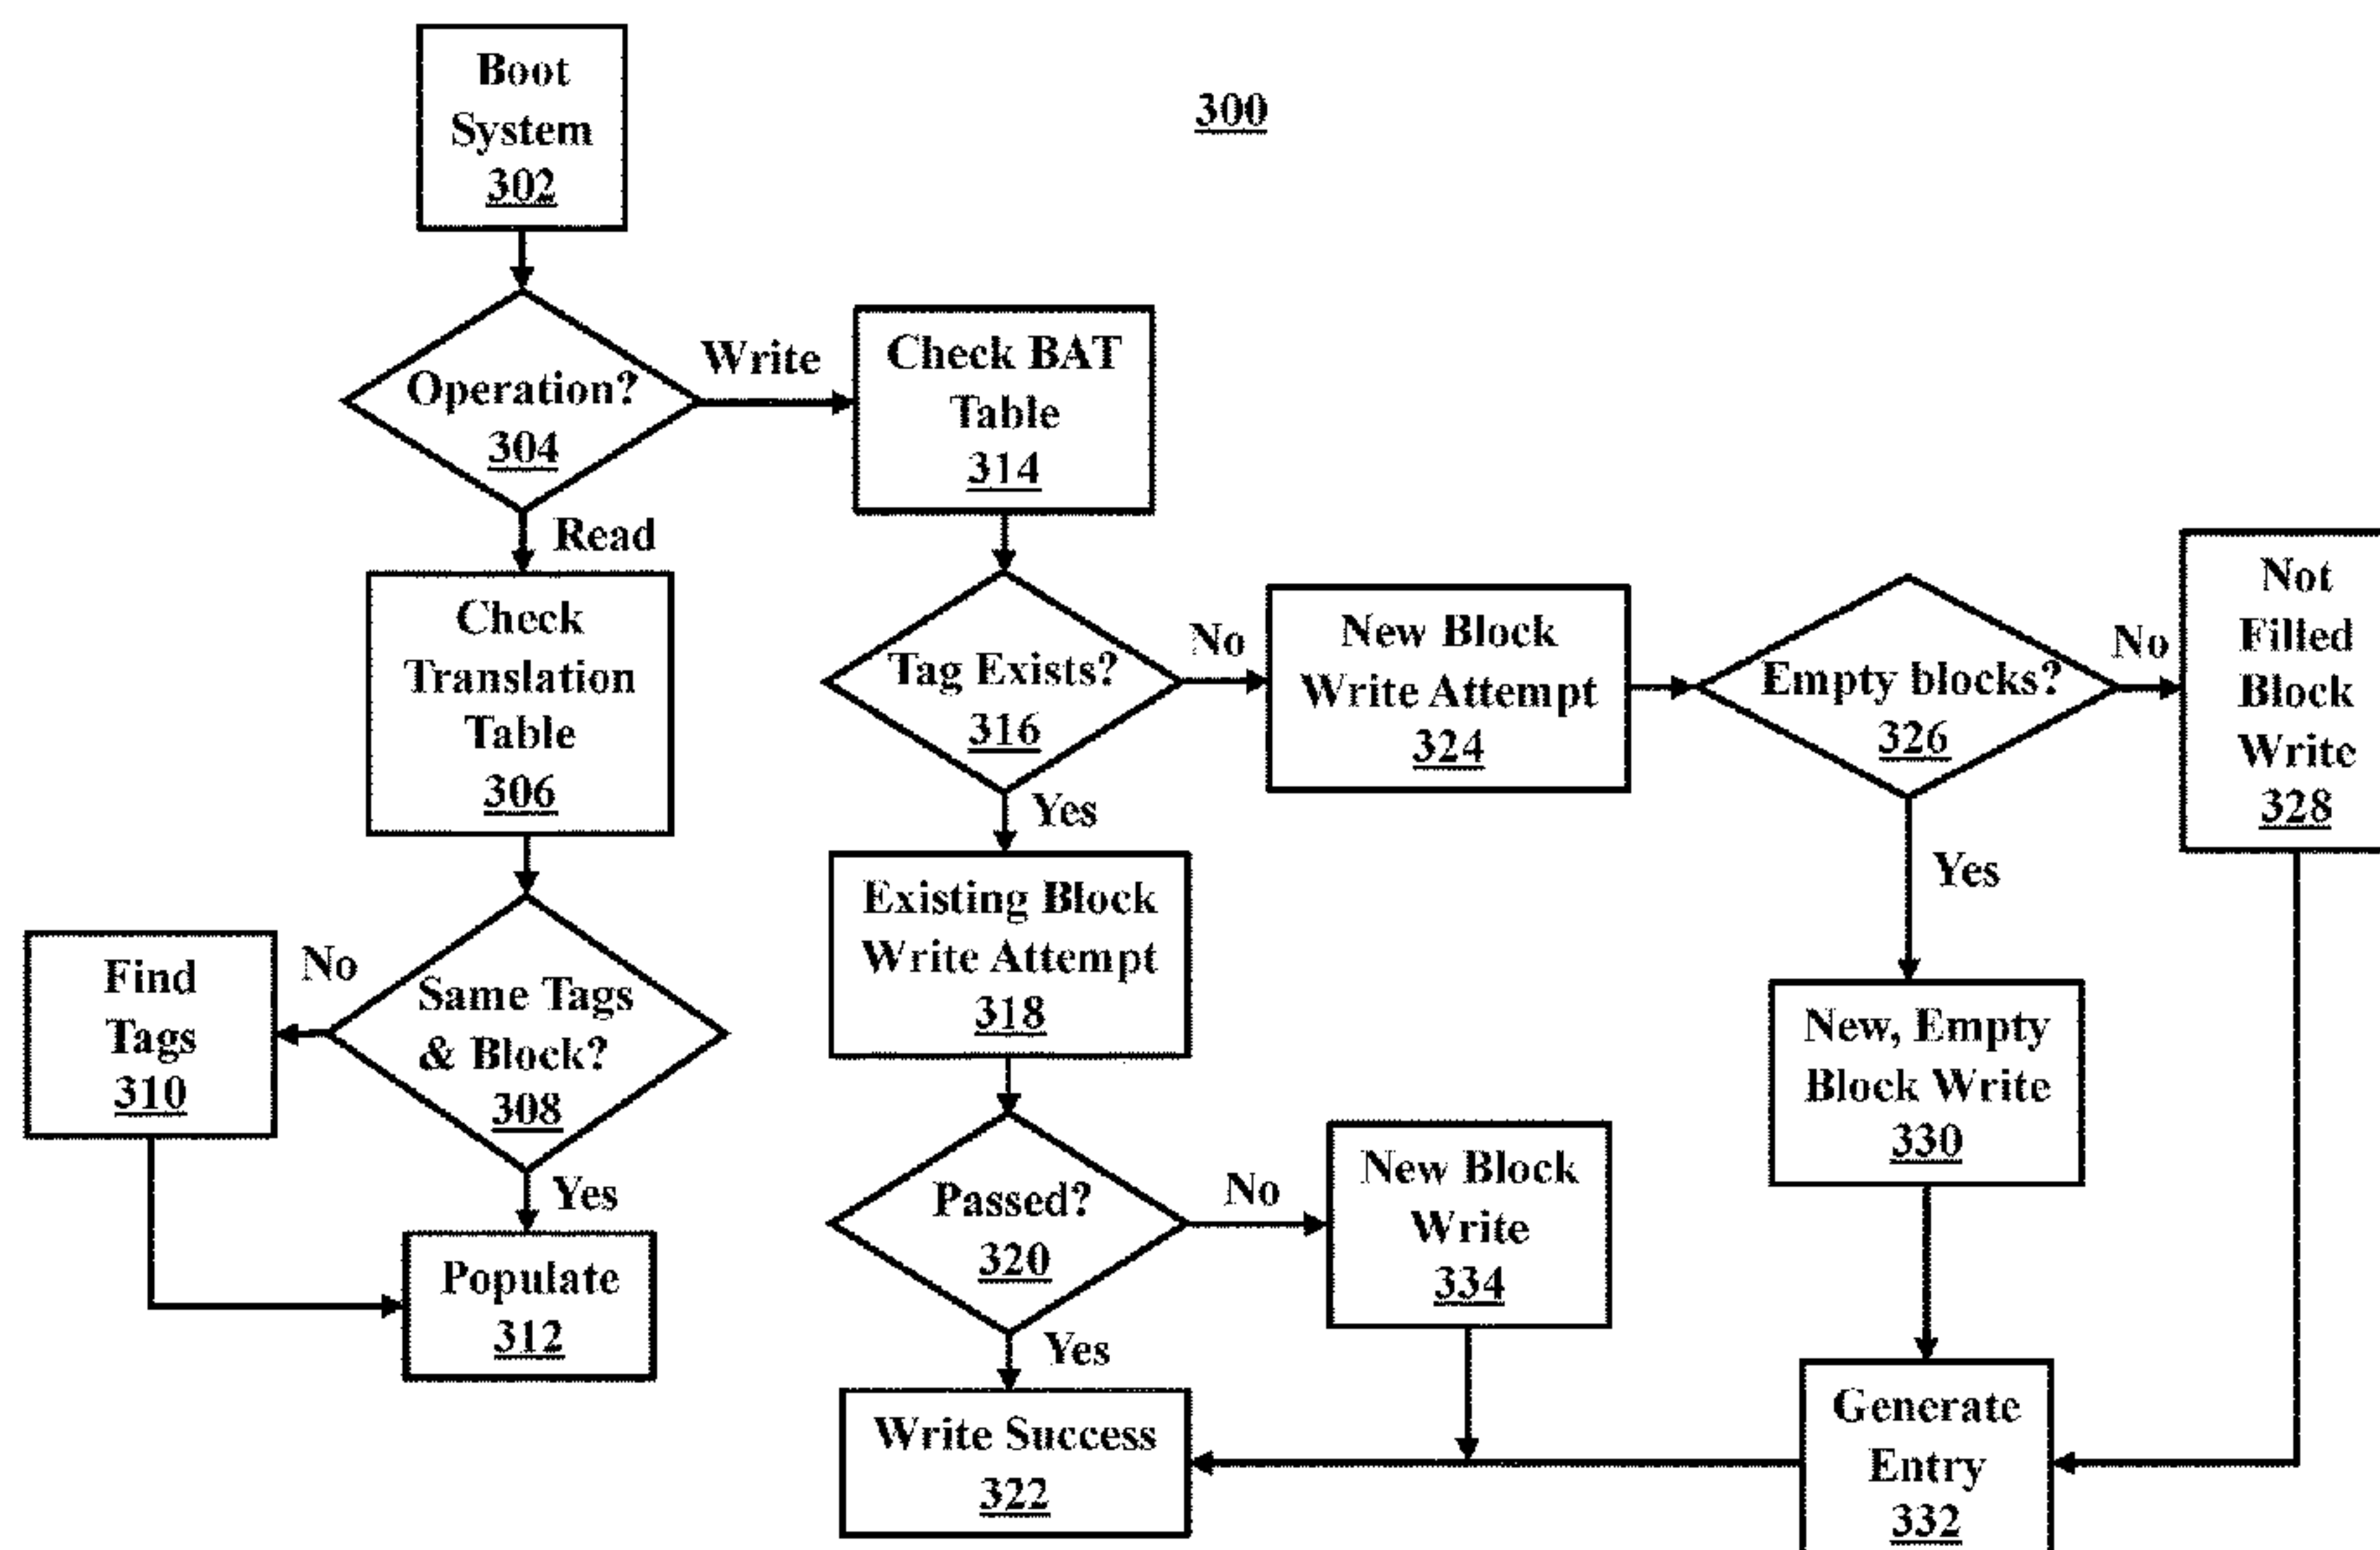 Boot
System
302
300
Operation?
304
Write
Check BAT
Table
314
Read
Check
Translation
Table
306
Tag Exists?
316
No
New Block
Write Attempt
324
Empty blocks?
326
No
Not
Filled
Block
Write
328
Yes
Existing Block
Write Attempt
318
Yes
New, Empty
Block Write
330
Same Tags
& Block?
308
No
Find
Tags
310
Yes
Populate
312
Passed?
320
No
New Block
Write
334
Yes
Write Success
322
Generate
Entry
332